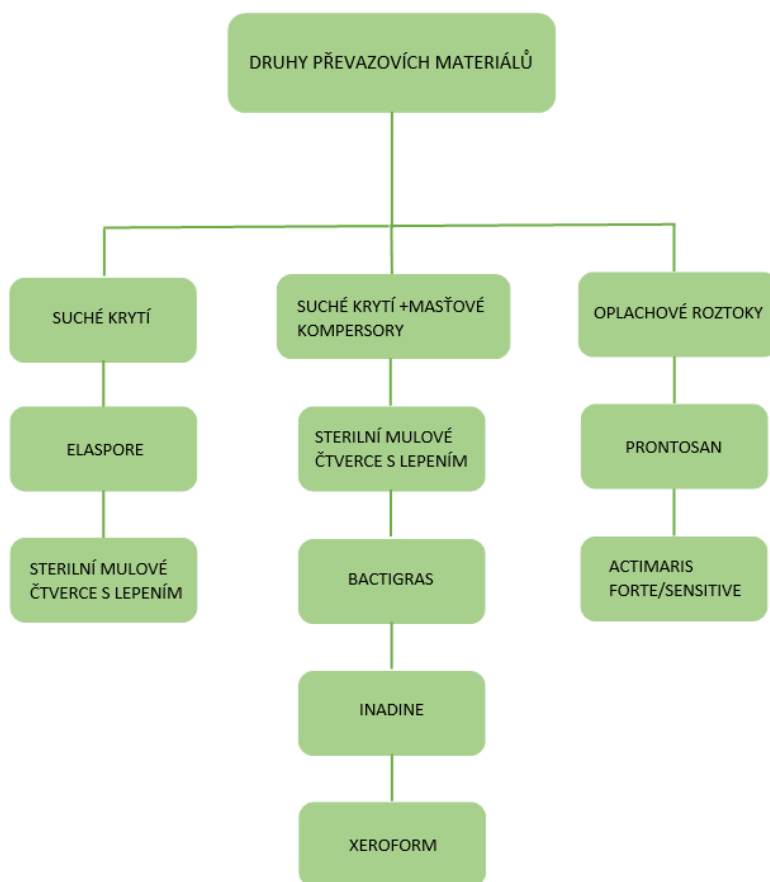 DRUHY PŘEVAZOVÍCH MATERIÁLŮ
SUCHÉ KRYTÍ
SUCHÉ KRYTÍ +MASŤOVÉ
KOMPERSORY
OPLACHOVÉ ROZTOKY
ELASPORE
STERILNÍ MULOVÉ
ČTVERCE S LEPENÍM
PRONTOSAN
STERILNÍ MULOVÉ
ČTVERCE S LEPENÍM
BACTIGRAS
ACTIMARIS
FORTE/SENSITIVE
INADINE
XEROFORM